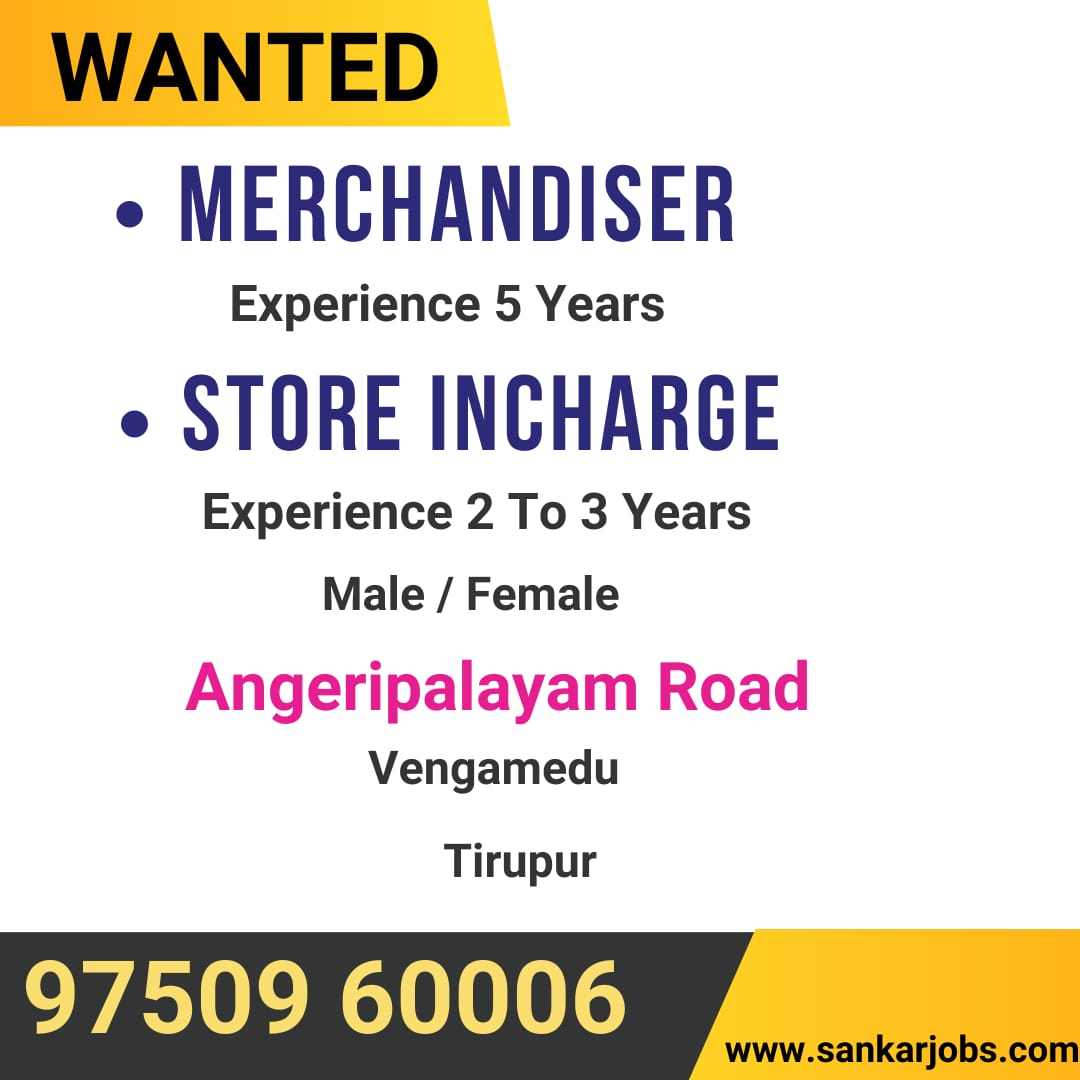 WANTED
• MERCHANDISER
Experience 5 Years
• STORE INCHARGE
Experience 2 To 3 Years
Male / Female
Angeripalayam Road
Vengamedu
Tirupur
97509 60006
www.sankarjobs.com